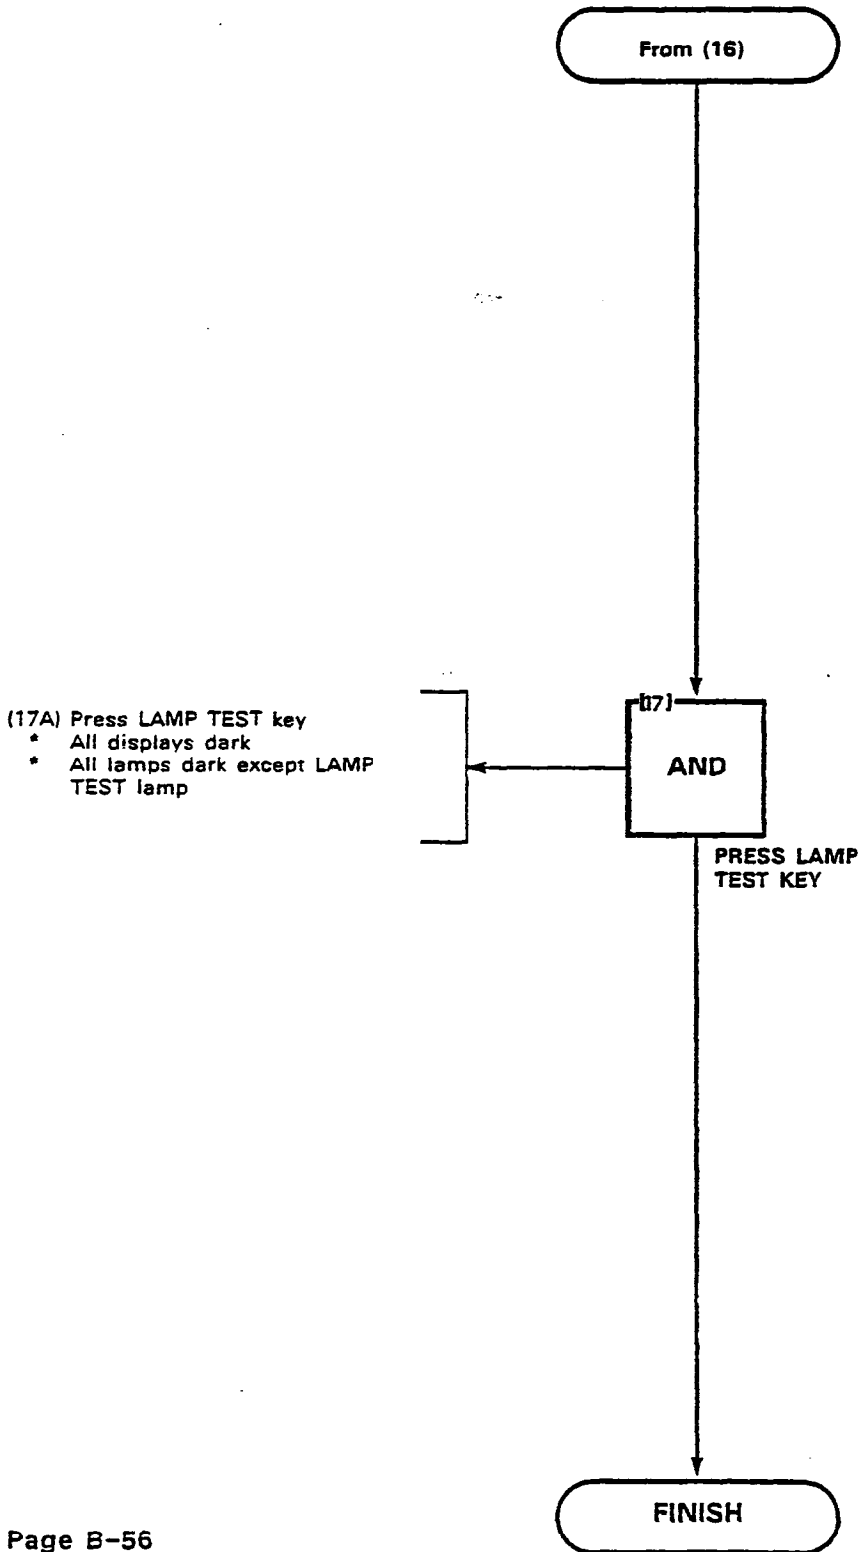 From (16)
(17A) Press LAMP TEST key
* All displays dark
* All lamps dark except LAMP
TEST lamp
[17]
AND
PRESS LAMP
TEST KEY
FINISH
Page B-56